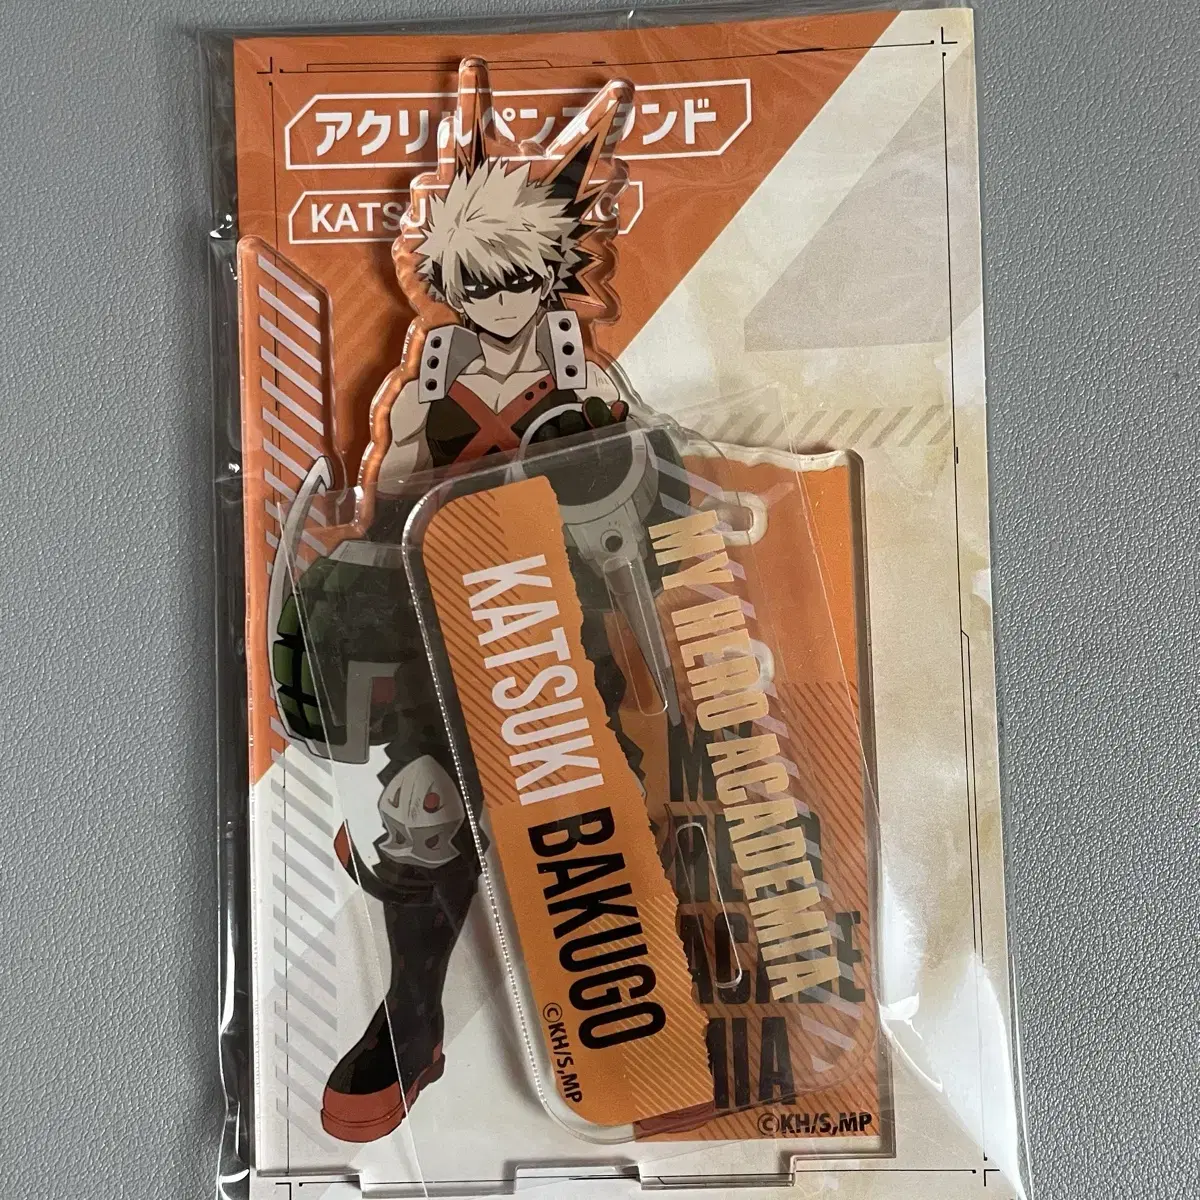 アクリルペンスタンド
KATSU
KATSUKI BAKUGO
©KH/S,MP
MY HERO ACADEMIA
©KH/S,MP